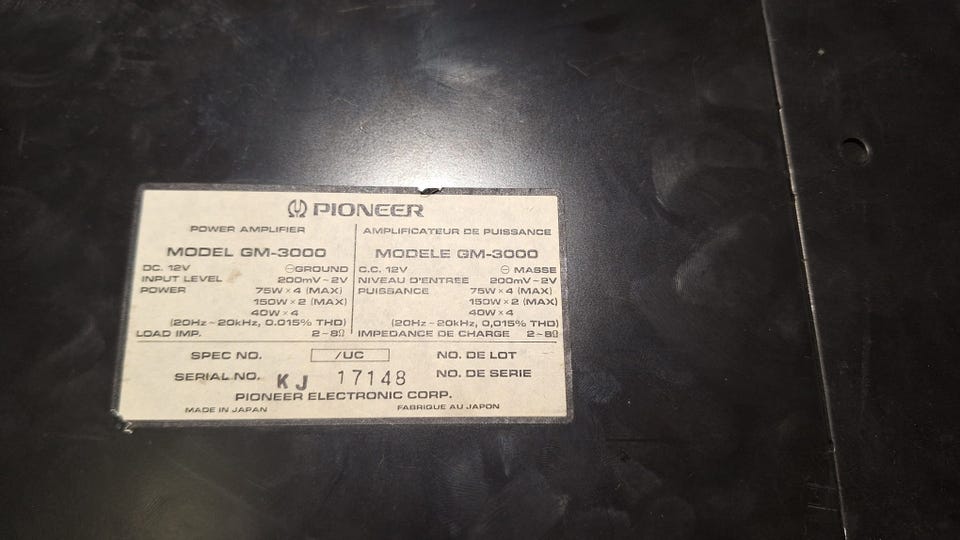 PIONEER
POWER AMPLIFIER
MODEL GM-3000
DC. 12V ⊖GROUND
INPUT LEVEL 200mV~2V
POWER 75W×4 (MAX)
150W×2 (MAX)
40W×4
(20Hz~20kHz, 0.015% THD)
LOAD IMP. 2~8Ω
AMPLIFICATEUR DE PUISSANCE
MODELE GM-3000
C.C. 12V ⊖ MASSE
NIVEAU D'ENTREE 200mV~2V
PUISSANCE 75W×4 (MAX)
150W×2 (MAX)
40W×4
(20Hz~20kHz, 0,015% THD)
IMPEDANCE DE CHARGE 2~8Ω
SPEC NO. /UC NO. DE LOT
SERIAL NO. KJ 17148 NO. DE SERIE
PIONEER ELECTRONIC CORP.
MADE IN JAPAN FABRIQUE AU JAPON